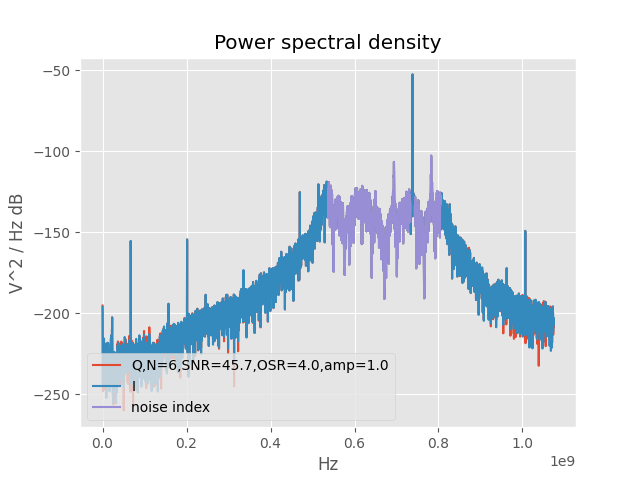 Power spectral density
−50
−100
−150
−200
−250
V^2 / Hz dB
Q,N=6,SNR=45.7,OSR=4.0,amp=1.0
I
noise index
0.0 0.2 0.4 0.6 0.8 1.0
1e9
Hz